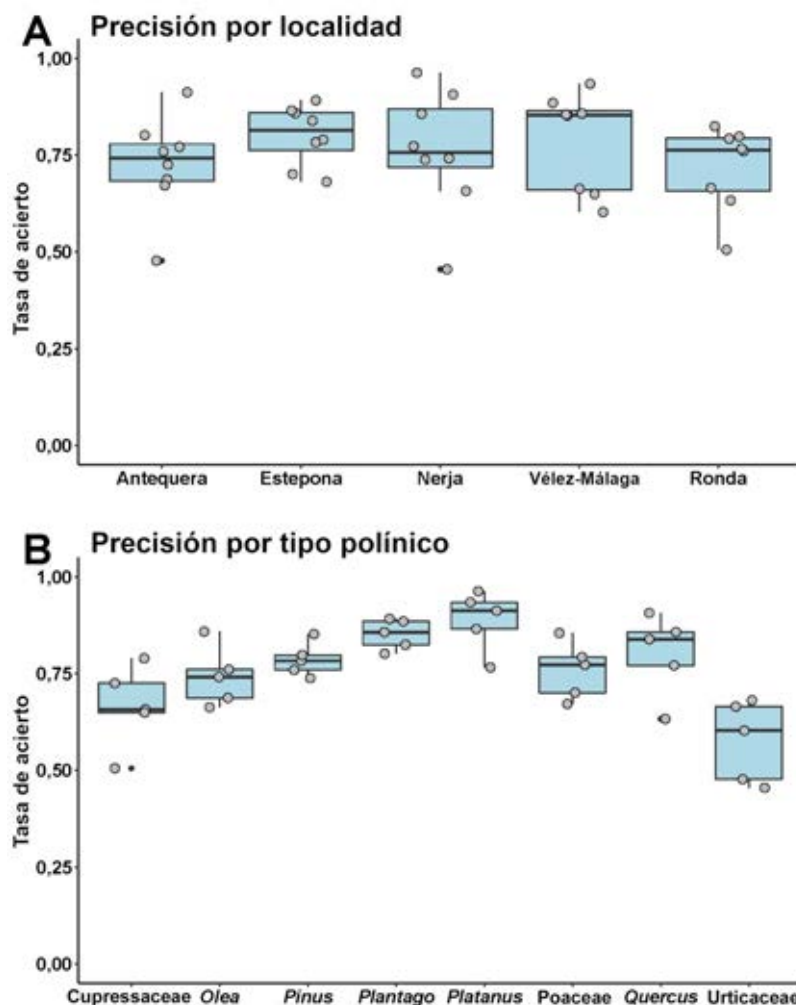 A Precisión por localidad
1,00
0,75
0,50
0,25
0,00
Tasa de acierto
Antequera Estepona Nerja Vélez-Málaga Ronda
B Precisión por tipo polínico
1,00
0,75
0,50
0,25
0,00
Tasa de acierto
Cupressaceae Olea Pinus Plantago Platanus Poaceae Quercus Urticaceae